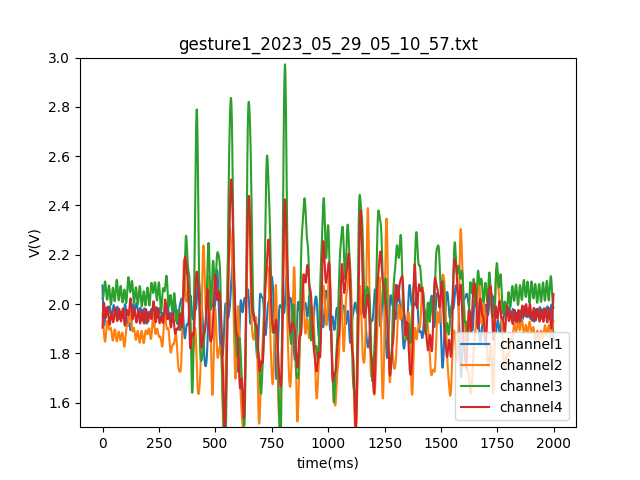 gesture1_2023_05_29_05_10_57.txt
3.0
2.8
2.6
2.4
2.2
2.0
1.8
1.6
V(V)
channel1
channel2
channel3
channel4
0 250 500 750 1000 1250 1500 1750 2000
time(ms)